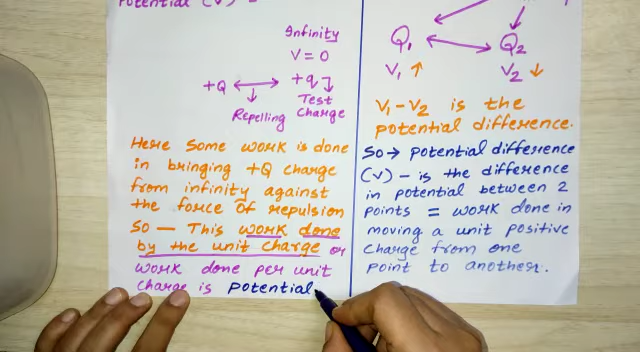 Potential (V) =
Infinity
V = 0
+Q +q
Test
Repelling Charge
Here Some work is done
in bringing +Q charge
from infinity against
the force of repulsion
So — This work done
by the unit charge or
work done per unit
charge is potential
Q1 Q2
V1 ↑ V2 ↓
V1 - V2 is the
potential difference.
So → potential difference
(V) - is the difference
in potential between 2
points = work done in
moving a unit positive
charge from one
point to another.